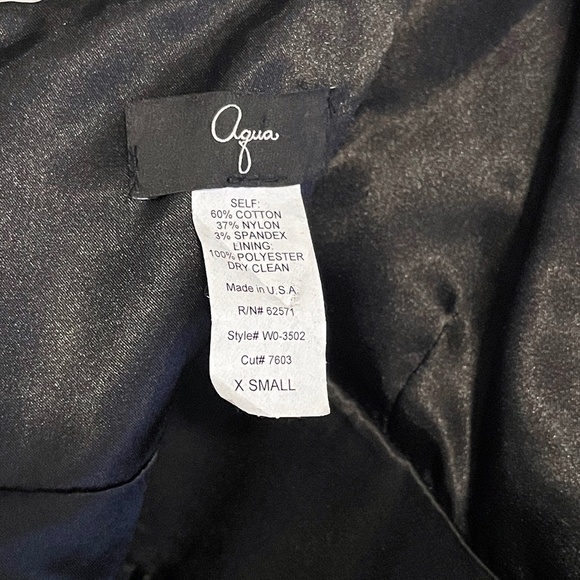 aqua
SELF:
60% COTTON
37% NYLON
3% SPANDEX
LINING:
100% POLYESTER
DRY CLEAN
Made in U.S.A.
R/N# 62571
Style# W0-3502
Cut# 7603
X SMALL